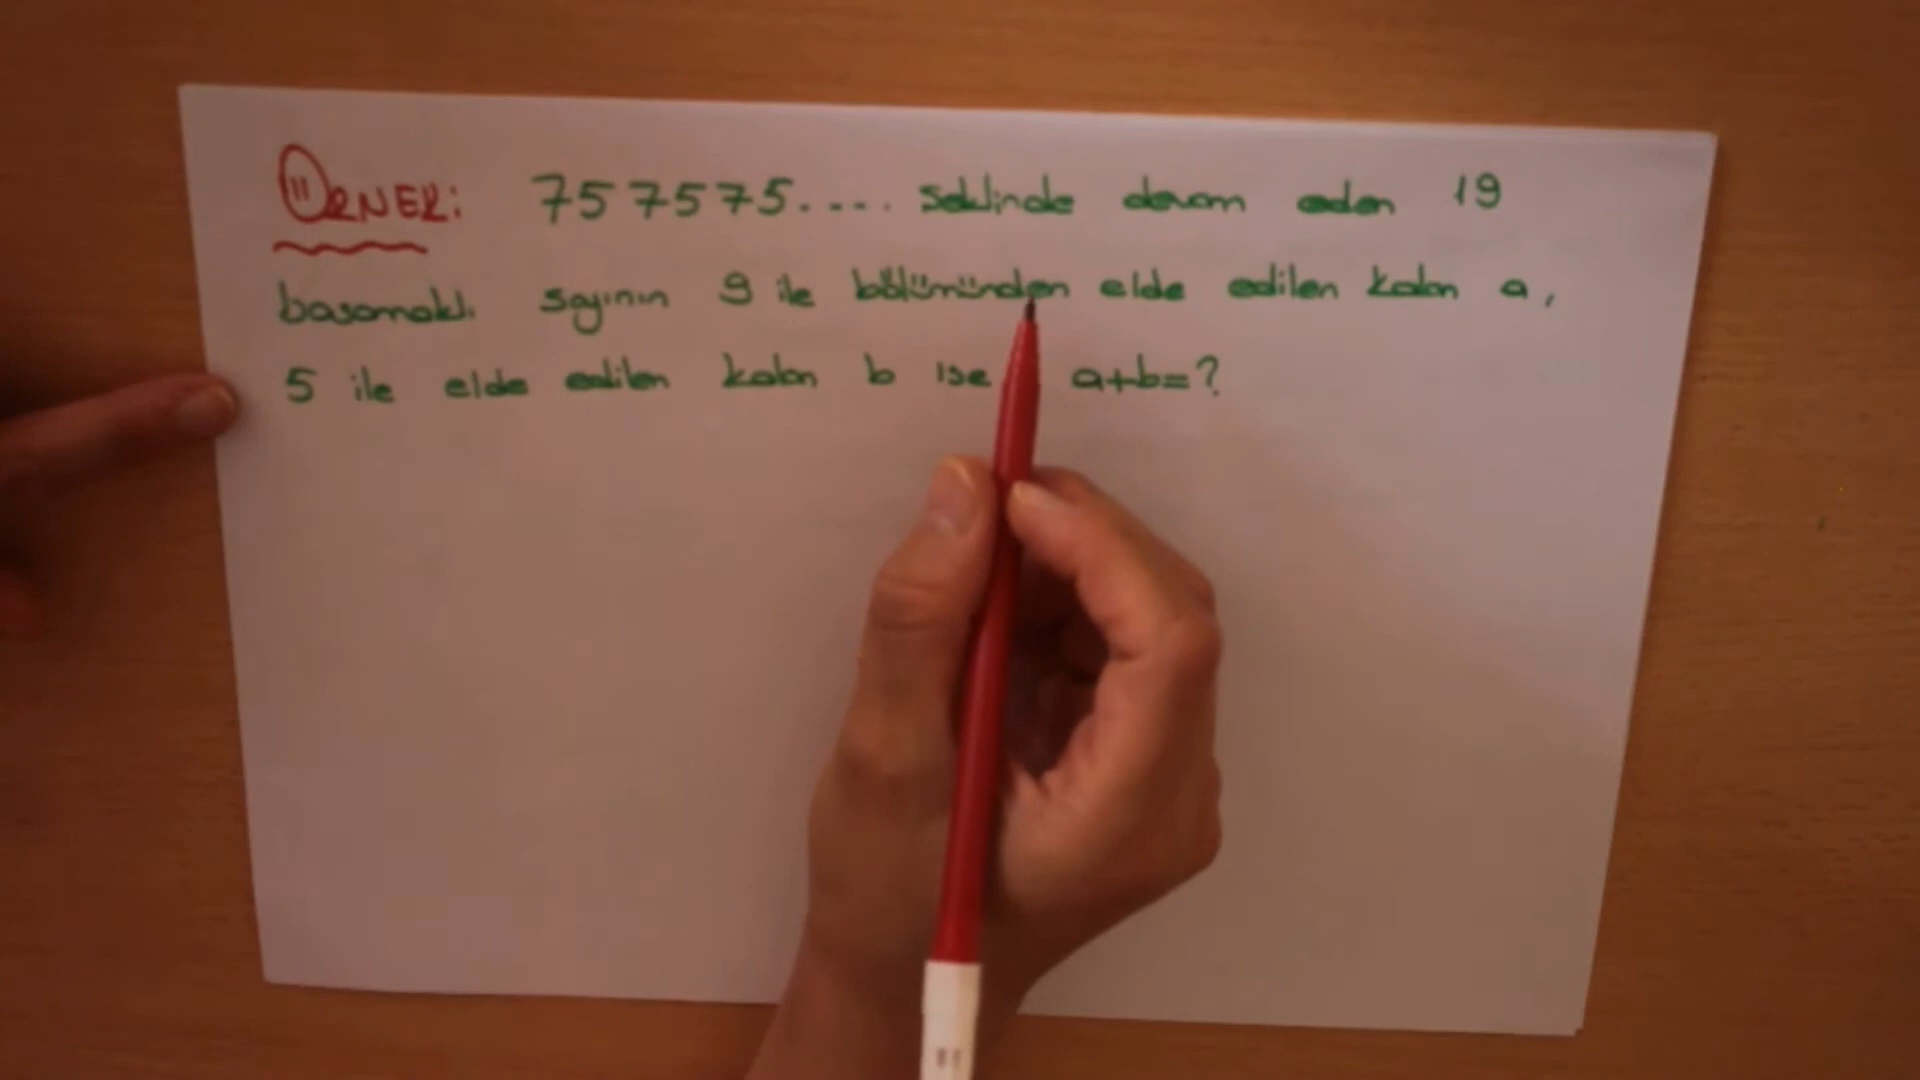 ÖRNEK: 757575.... şeklinde devam eden 19
basamaklı sayının 9 ile bölümünden elde edilen kalan a,
5 ile elde edilen kalan b ise a+b=?